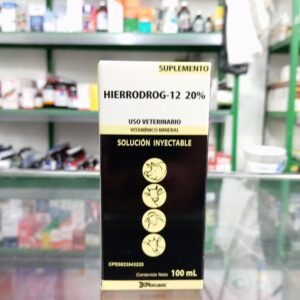 SUPLEMENTO
HIERRODROG-12 20%
USO VETERINARIO
VITAMÍNICO MINERAL
SOLUCIÓN INYECTABLE
Contenido Neto 100 mL